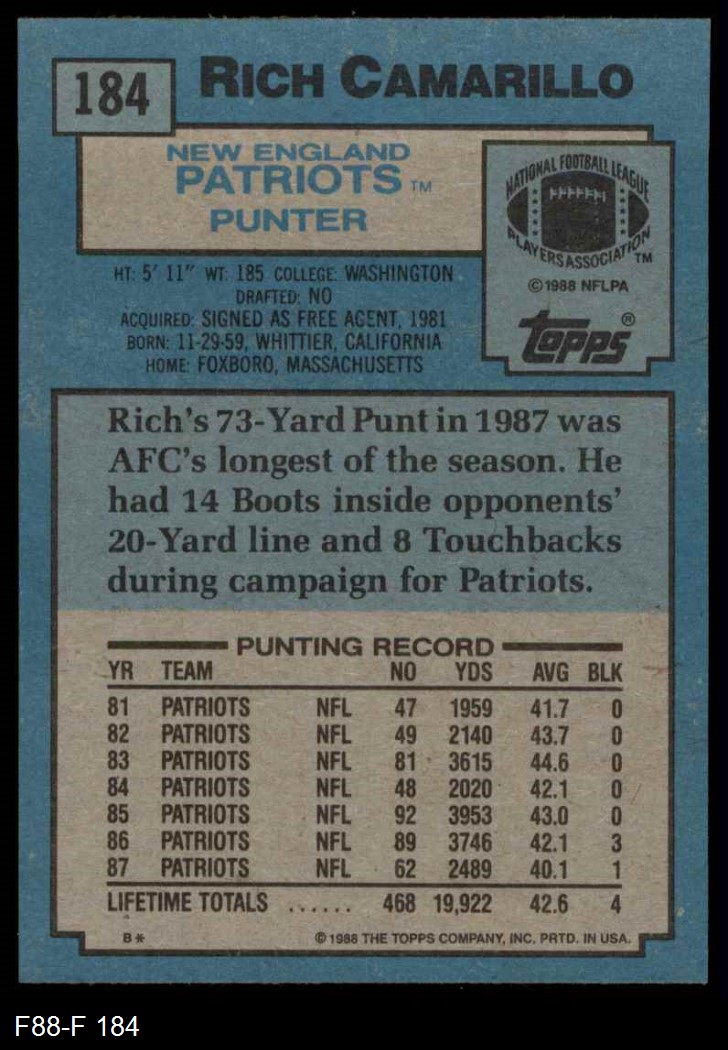 184
RICH CAMARILLO
NEW ENGLAND
PATRIOTS TM
PUNTER
NATIONAL FOOTBALL LEAGUE
PLAYERS ASSOCIATION TM
© 1988 NFLPA
topps ®
HT: 5' 11" WT: 185 COLLEGE: WASHINGTON
DRAFTED: NO
ACQUIRED: SIGNED AS FREE AGENT, 1981
BORN: 11-29-59, WHITTIER, CALIFORNIA
HOME: FOXBORO, MASSACHUSETTS
Rich's 73-Yard Punt in 1987 was
AFC's longest of the season. He
had 14 Boots inside opponents'
20-Yard line and 8 Touchbacks
during campaign for Patriots.
PUNTING RECORD
YR TEAM NO YDS AVG BLK
81 PATRIOTS NFL 47 1959 41.7 0
82 PATRIOTS NFL 49 2140 43.7 0
83 PATRIOTS NFL 81 3615 44.6 0
84 PATRIOTS NFL 48 2020 42.1 0
85 PATRIOTS NFL 92 3953 43.0 0
86 PATRIOTS NFL 89 3746 42.1 3
87 PATRIOTS NFL 62 2489 40.1 1
LIFETIME TOTALS ...... 468 19,922 42.6 4
B* © 1988 THE TOPPS COMPANY, INC. PRTD. IN USA.
F88-F 184